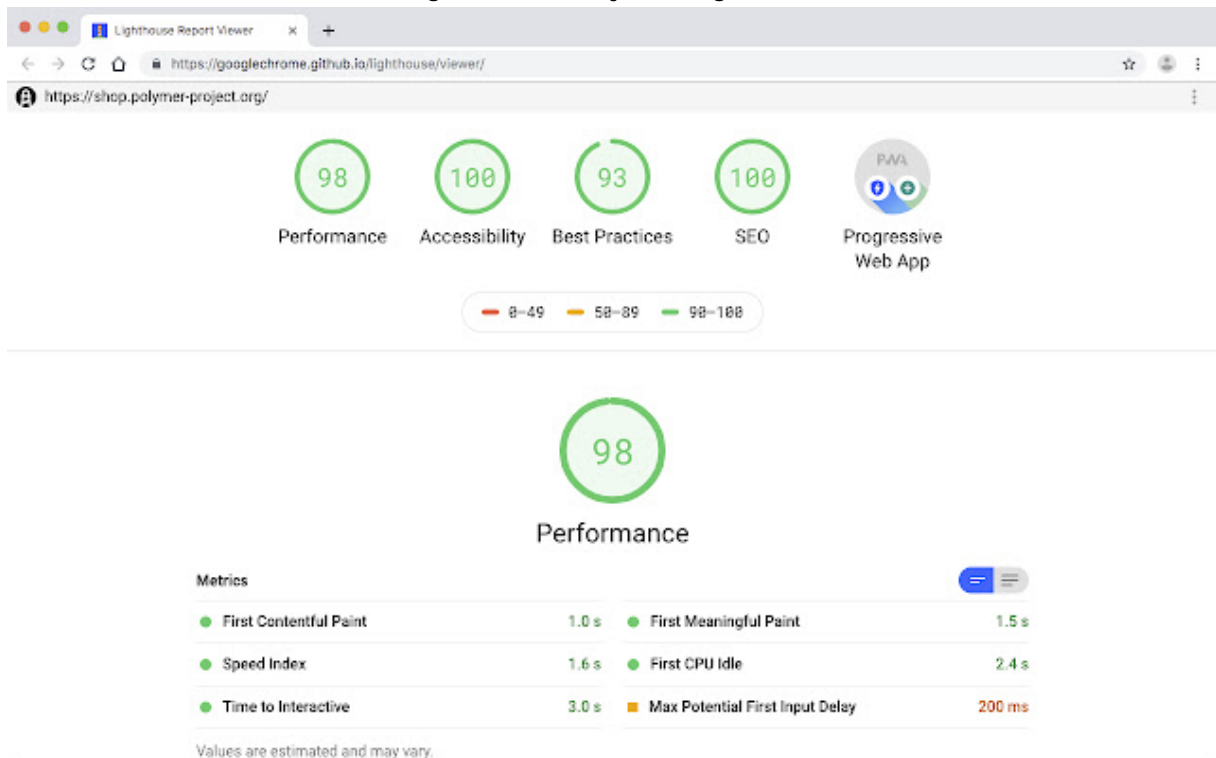 Lighthouse Report Viewer
https://googlechrome.github.io/lighthouse/viewer/
https://shop.polymer-project.org/
98 100 93 100 PWA
Performance Accessibility Best Practices SEO Progressive
Web App
0–49 50–89 90–100
98
Performance
Metrics
First Contentful Paint 1.0 s First Meaningful Paint 1.5 s
Speed Index 1.6 s First CPU Idle 2.4 s
Time to Interactive 3.0 s Max Potential First Input Delay 200 ms
Values are estimated and may vary.